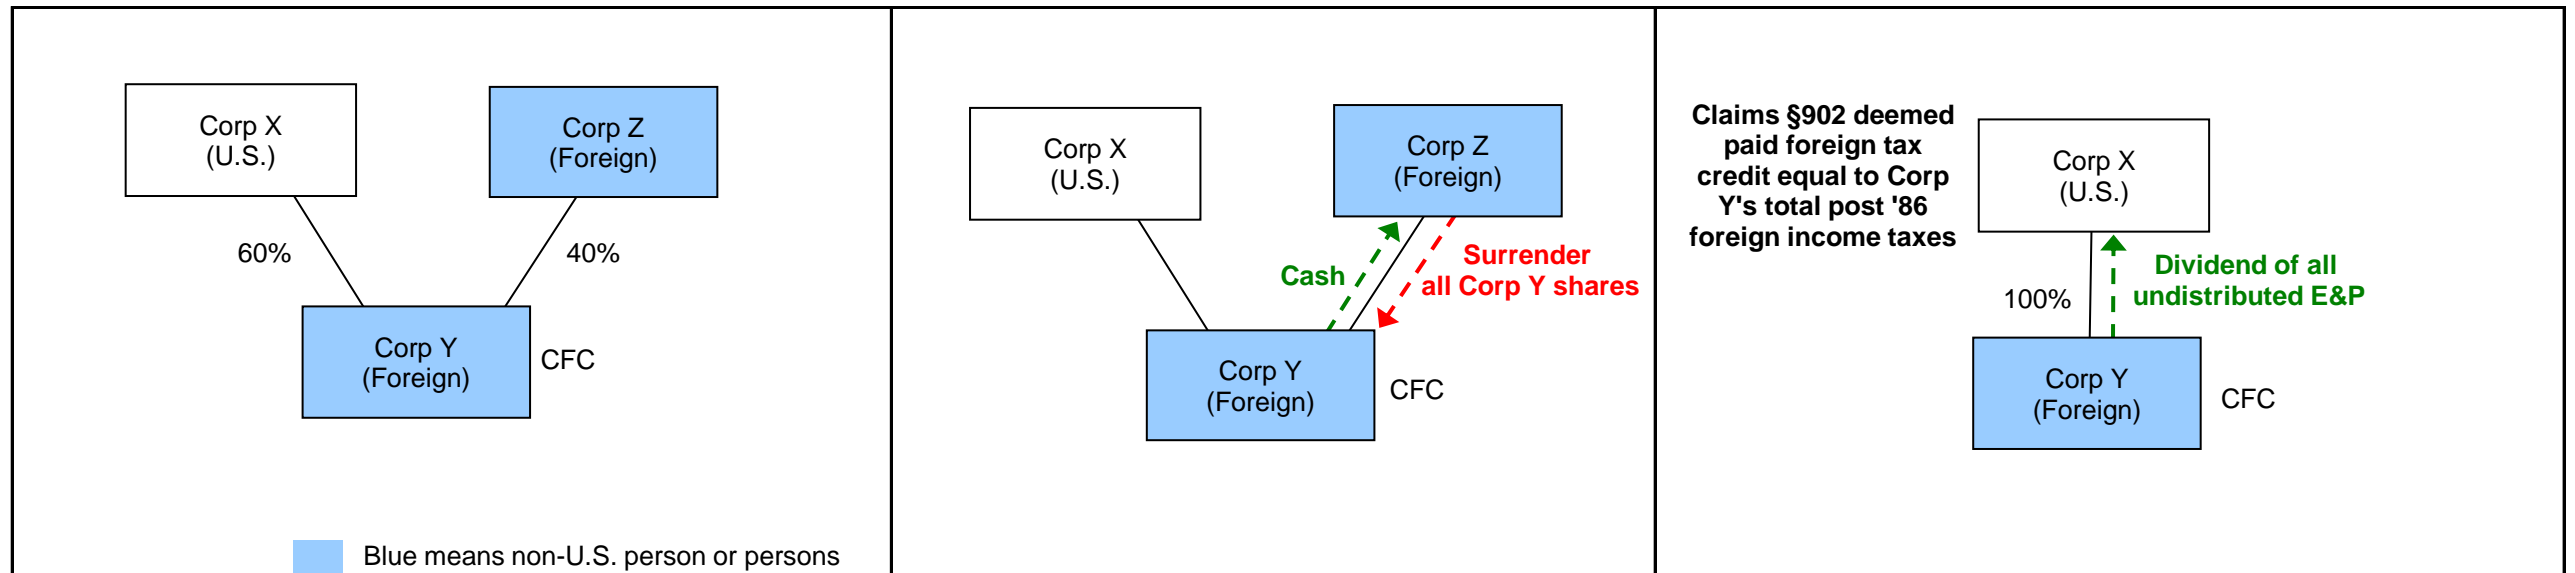 Corp X
(U.S.)
Corp Z
(Foreign)
60%
40%
Corp Y
(Foreign)
CFC
Blue means non-U.S. person or persons
Corp X
(U.S.)
Corp Z
(Foreign)
Cash
Surrender
all Corp Y shares
Corp Y
(Foreign)
CFC
Claims §902 deemed
paid foreign tax
credit equal to Corp
Y's total post '86
foreign income taxes
Corp X
(U.S.)
100%
Dividend of all
undistributed E&P
Corp Y
(Foreign)
CFC